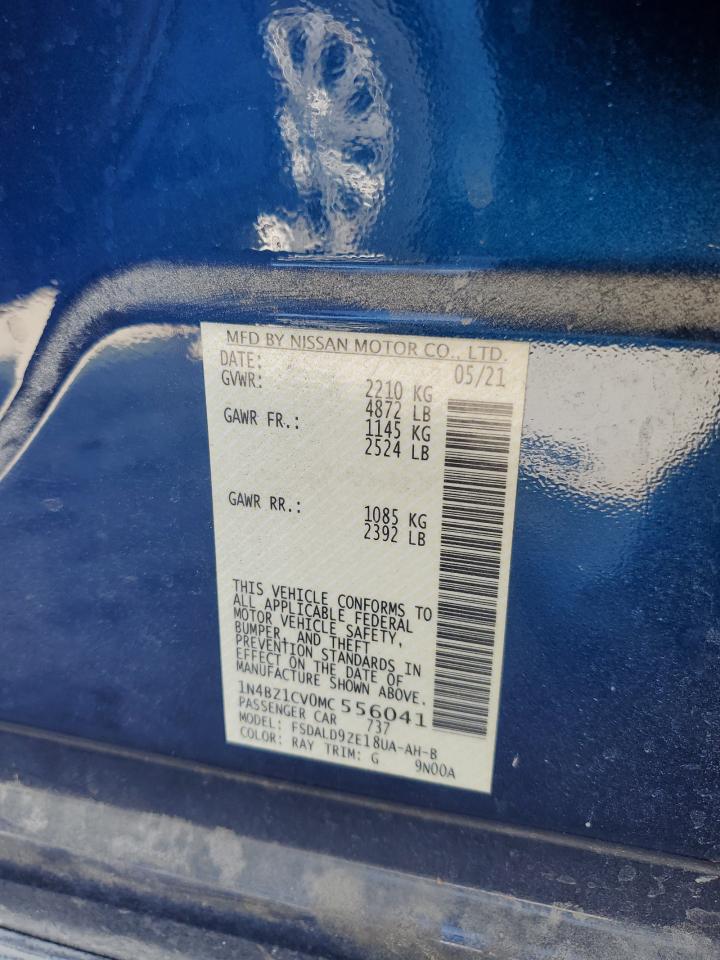 MFD BY NISSAN MOTOR CO., LTD.
DATE: 05/21
GVWR: 2210 KG
4872 LB
GAWR FR.: 1145 KG
2524 LB
GAWR RR.: 1085 KG
2392 LB
THIS VEHICLE CONFORMS TO
ALL APPLICABLE FEDERAL
MOTOR VEHICLE SAFETY,
BUMPER, AND THEFT
PREVENTION STANDARDS IN
EFFECT ON THE DATE OF
MANUFACTURE SHOWN ABOVE.
1N4BZ1CV0MC 556041
PASSENGER CAR 737
MODEL: FSDALD9ZE18UA-AH-B
COLOR: RAY TRIM: G 9N00A